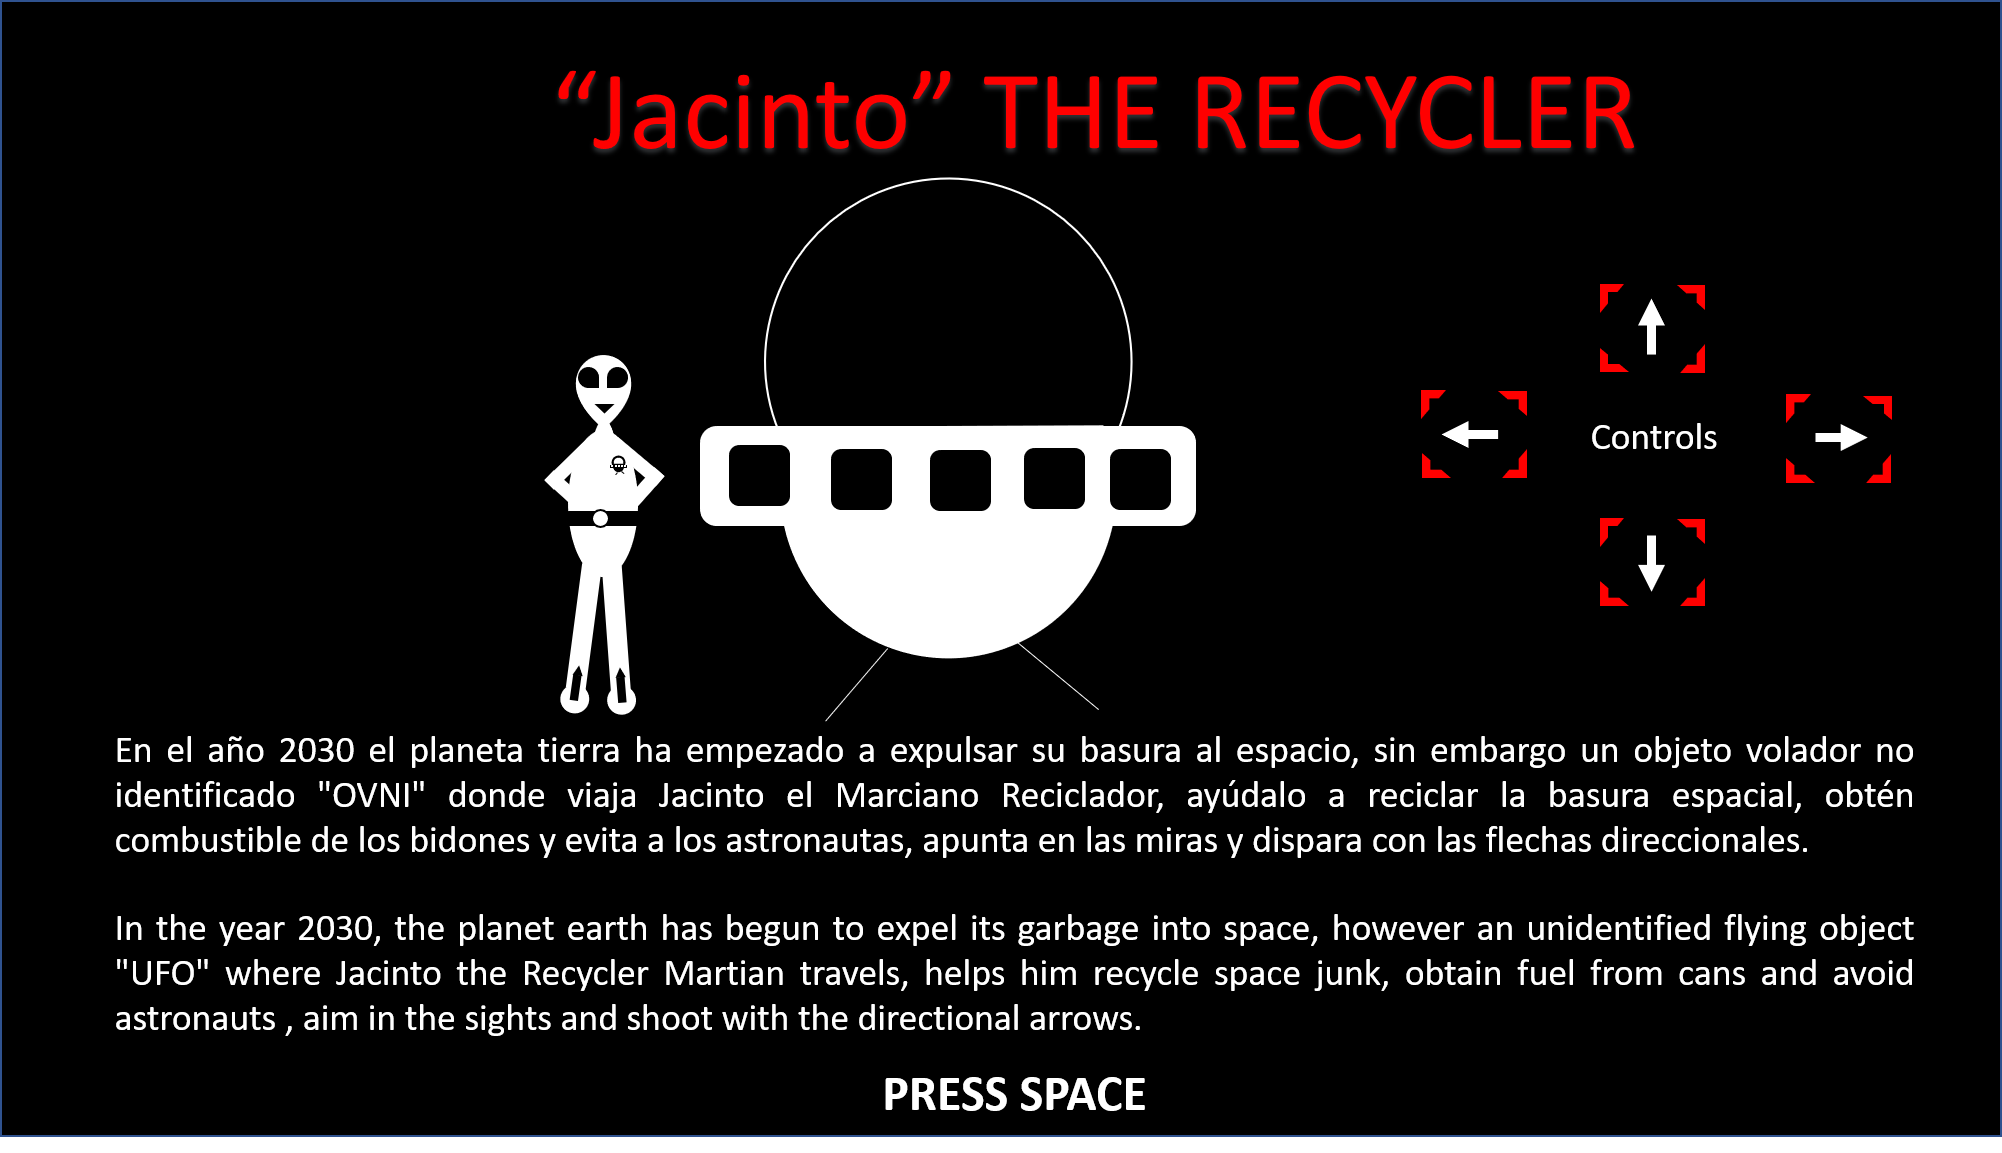 “Jacinto” THE RECYCLER
Controls
En el año 2030 el planeta tierra ha empezado a expulsar su basura al espacio, sin embargo un objeto volador no
identificado "OVNI" donde viaja Jacinto el Marciano Reciclador, ayúdalo a reciclar la basura espacial, obtén
combustible de los bidones y evita a los astronautas, apunta en las miras y dispara con las flechas direccionales.
In the year 2030, the planet earth has begun to expel its garbage into space, however an unidentified flying object
"UFO" where Jacinto the Recycler Martian travels, helps him recycle space junk, obtain fuel from cans and avoid
astronauts , aim in the sights and shoot with the directional arrows.
PRESS SPACE